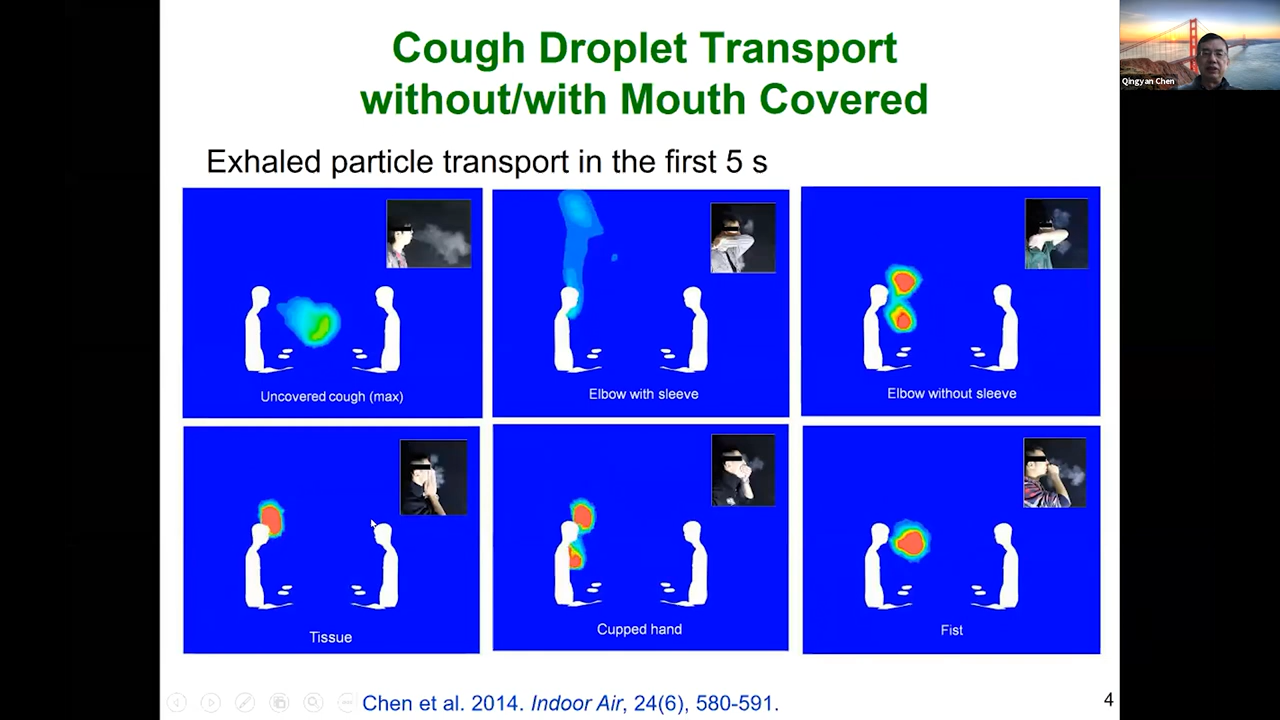 Cough Droplet Transport
without/with Mouth Covered
Qingyan Chen
Exhaled particle transport in the first 5 s
Uncovered cough (max)
Elbow with sleeve
Elbow without sleeve
Tissue
Cupped hand
Fist
Chen et al. 2014. Indoor Air, 24(6), 580-591.
4